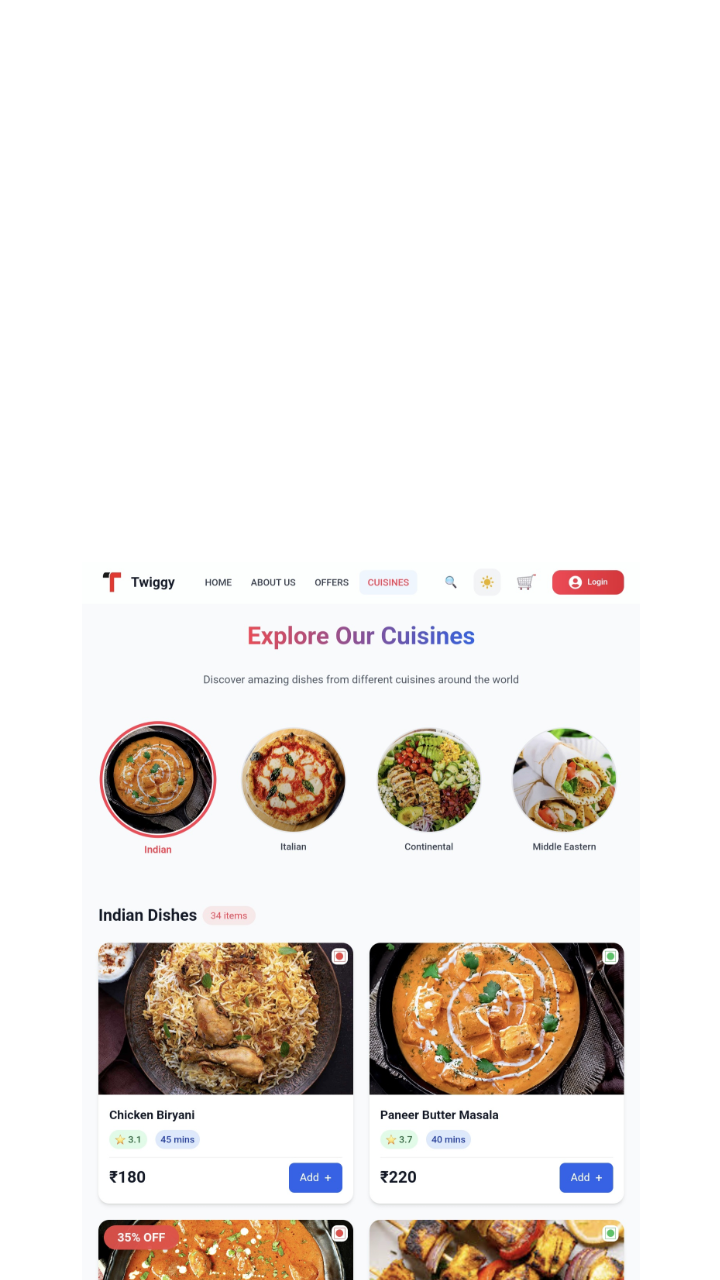 Twiggy HOME ABOUT US OFFERS CUISINES Login
Explore Our Cuisines
Discover amazing dishes from different cuisines around the world
Indian Italian Continental Middle Eastern
Indian Dishes 34 items
Chicken Biryani
3.1 45 mins
₹180 Add +
Paneer Butter Masala
3.7 40 mins
₹220 Add +
35% OFF